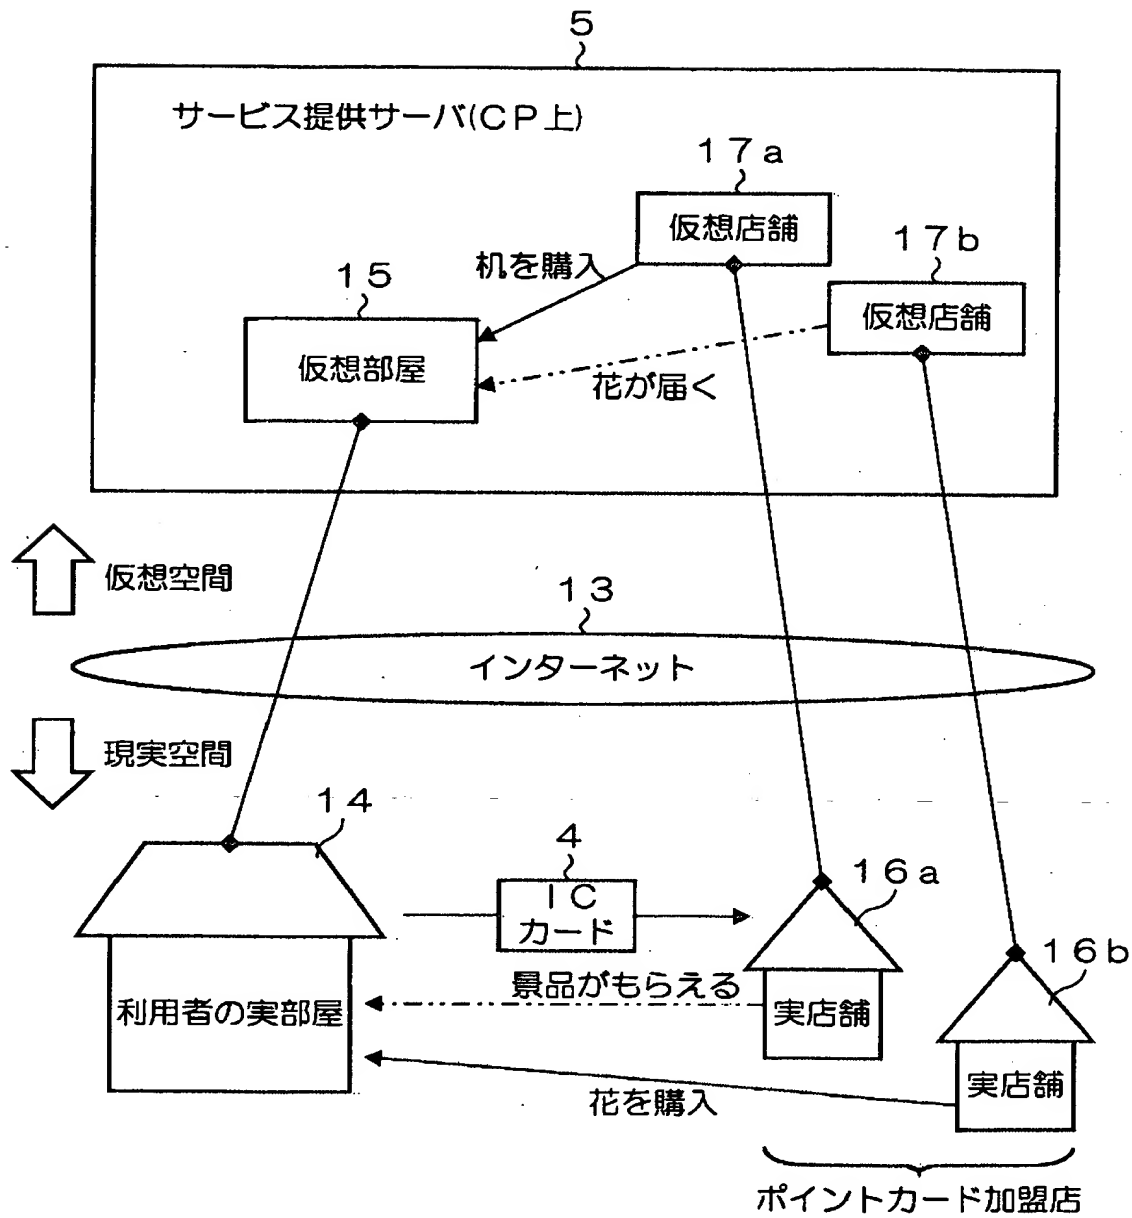 5
サービス提供サーバ(CP上)
17a
仮想店舗
17b
仮想店舗
机を購入
15
仮想部屋
花が届く
仮想空間
13
インターネット
現実空間
14
4
IC
カード
16a
16b
景品がもらえる
利用者の実部屋
実店舗
実店舗
花を購入
ポイントカード加盟店